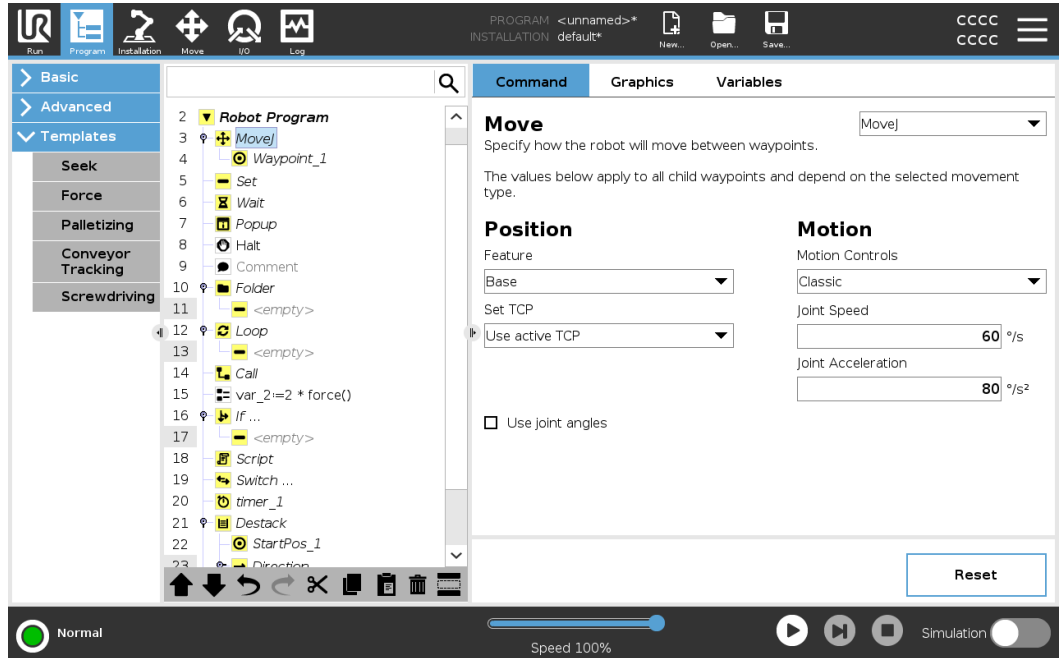 PROGRAM <unnamed>*
INSTALLATION default*
CCCC
CCCC
Run Program Installation Move I/O Log New... Open... Save...
Basic
Advanced
Templates
Seek
Force
Palletizing
Conveyor
Tracking
Screwdriving
2 Robot Program
3 MoveJ
4 Waypoint_1
5 Set
6 Wait
7 Popup
8 Halt
9 Comment
10 Folder
11 <empty>
12 Loop
13 <empty>
14 Call
15 var_2:=2 * force()
16 If ...
17 <empty>
18 Script
19 Switch ...
20 timer_1
21 Destack
22 StartPos_1
23 Direction
Command Graphics Variables
Move MoveJ
Specify how the robot will move between waypoints.
The values below apply to all child waypoints and depend on the selected movement
type.
Position Motion
Feature Motion Controls
Base Classic
Set TCP Joint Speed
Use active TCP 60 °/s
Joint Acceleration
80 °/s²
Use joint angles
Reset
Normal
Speed 100%
Simulation